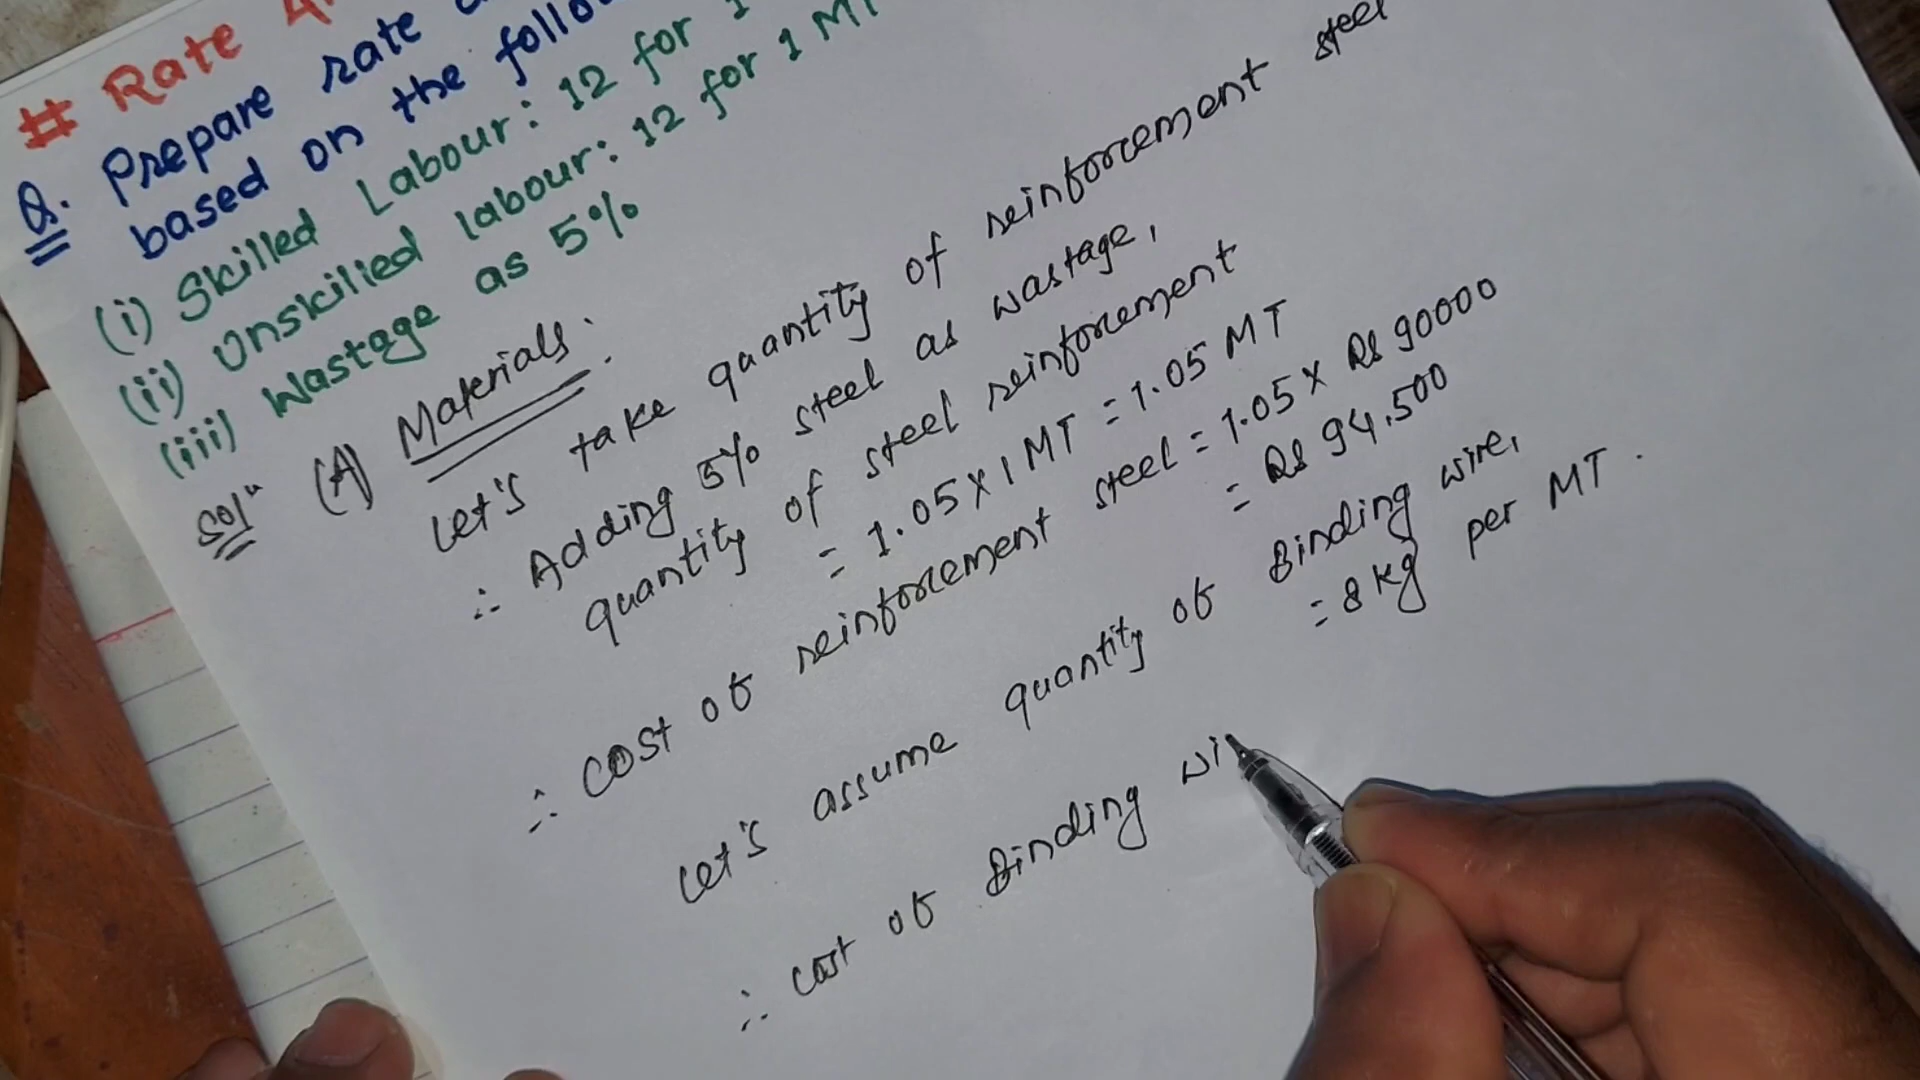 # Rate
Q. Prepare rate
based on the follo
(i) Skilled Labour: 12 for 1
(ii) Unskilled labour: 12 for 1 MT
(iii) Wastage as 5%
Solⁿ (A) Materials:
Let's take quantity of reinforcement steel
∴ Adding 5% steel as wastage,
quantity of steel reinforcement
= 1.05 x 1 MT = 1.05 MT
∴ Cost of reinforcement steel = 1.05 x Rs 90000
= Rs 94,500
Let's assume quantity of Binding wire,
= 8 kg per MT.
∴ Cost of Binding wi